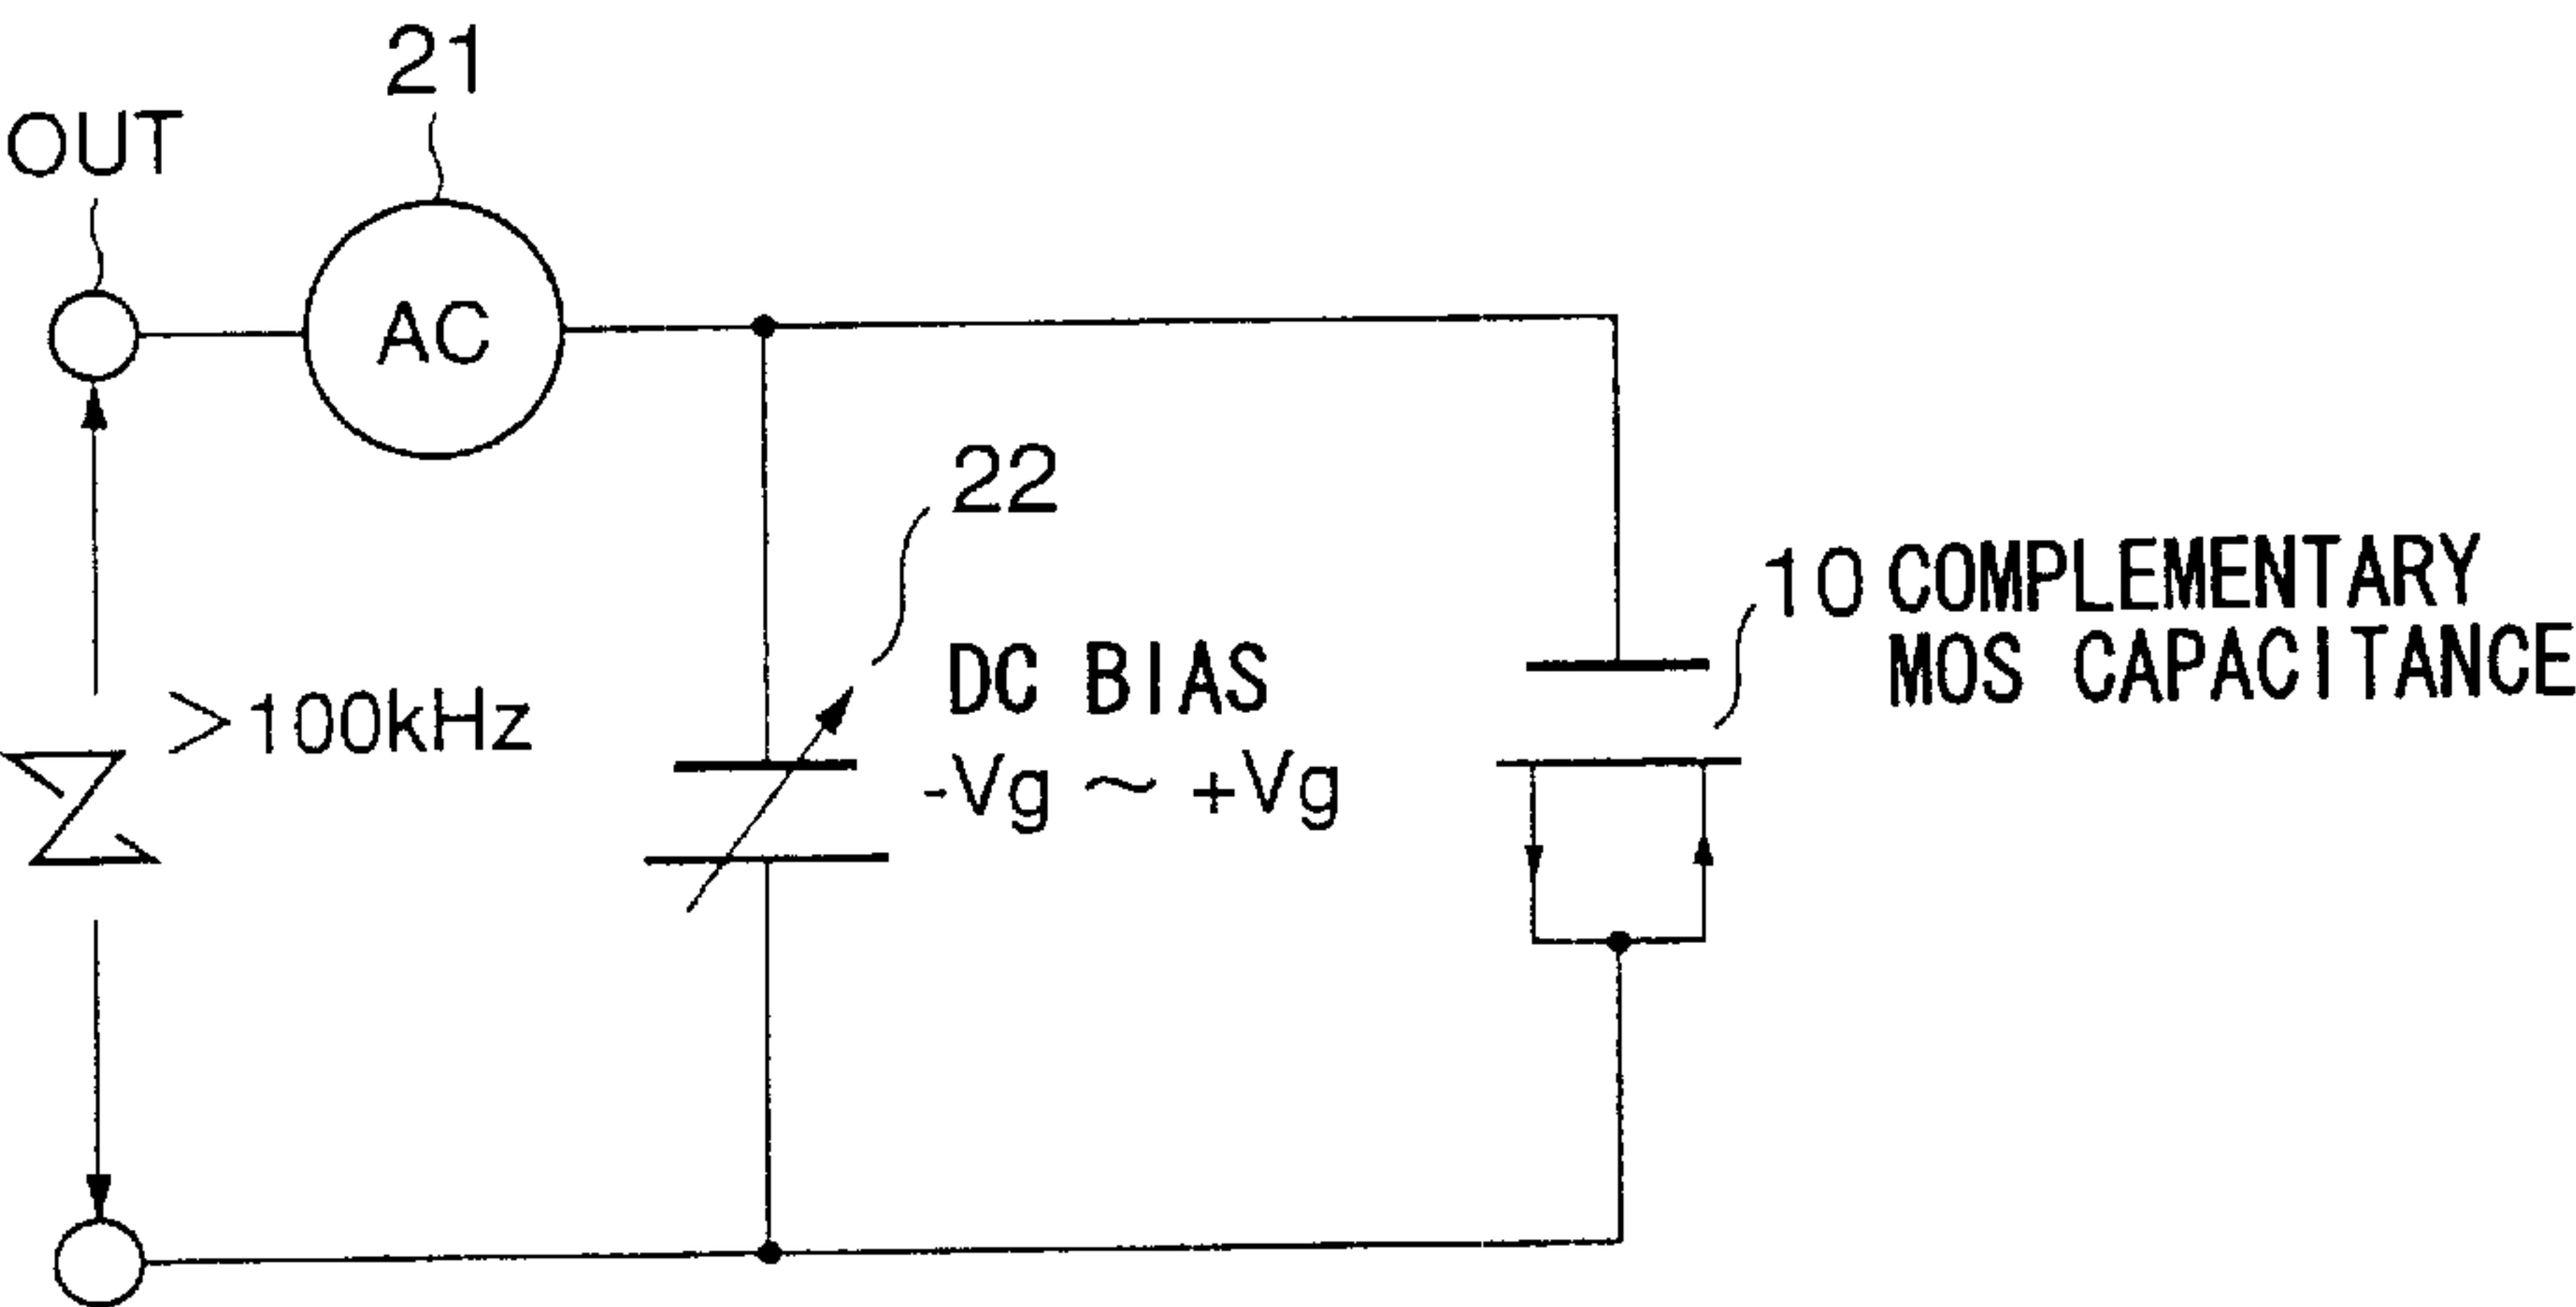 21
OUT
AC
22
10 COMPLEMENTARY
MOS CAPACITANCE
DC BIAS
-Vg ~ +Vg
>100kHz